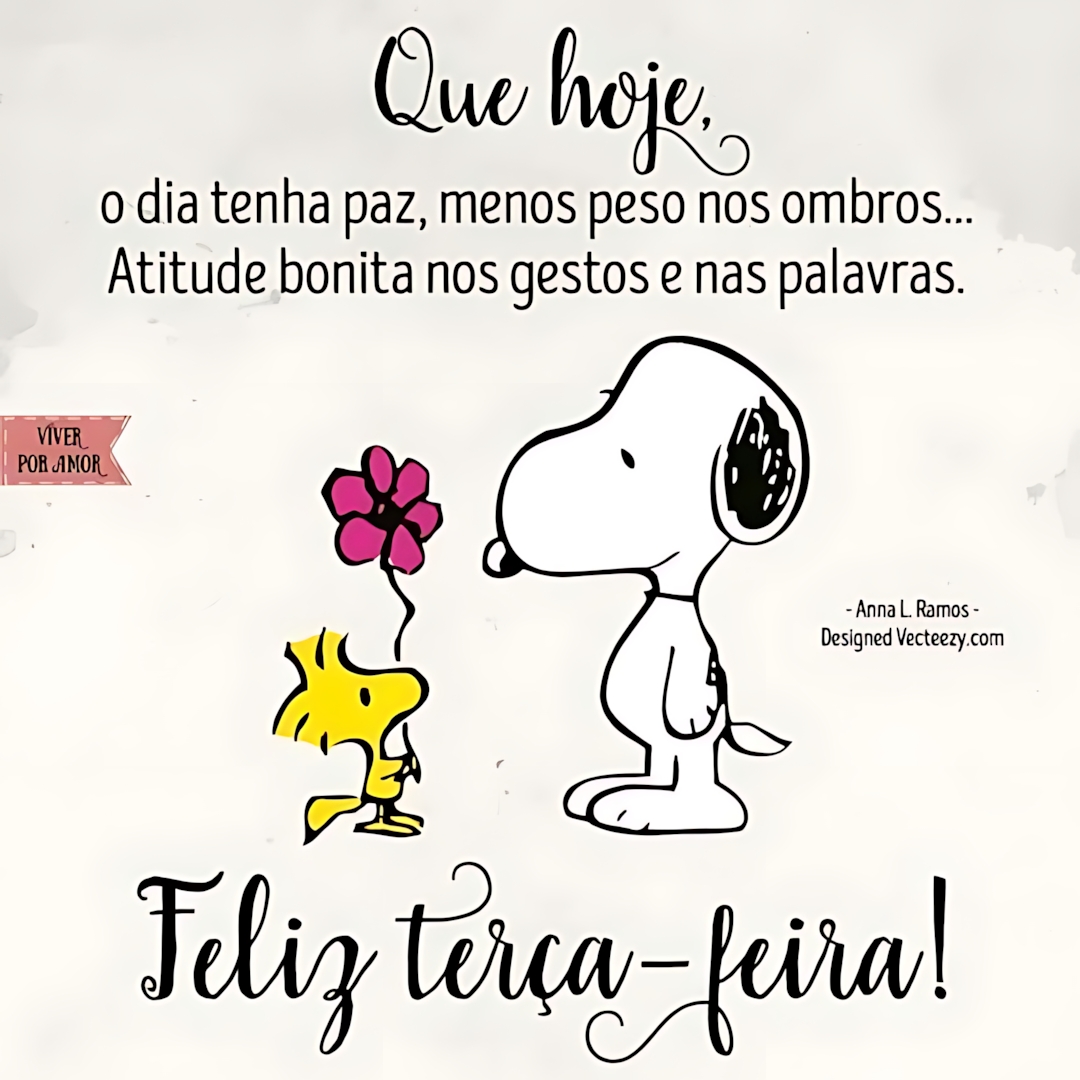 Que hoje,
o dia tenha paz, menos peso nos ombros...
Atitude bonita nos gestos e nas palavras.
VIVER
POR AMOR
- Anna L. Ramos -
Designed Vecteezy.com
Feliz terça-feira!